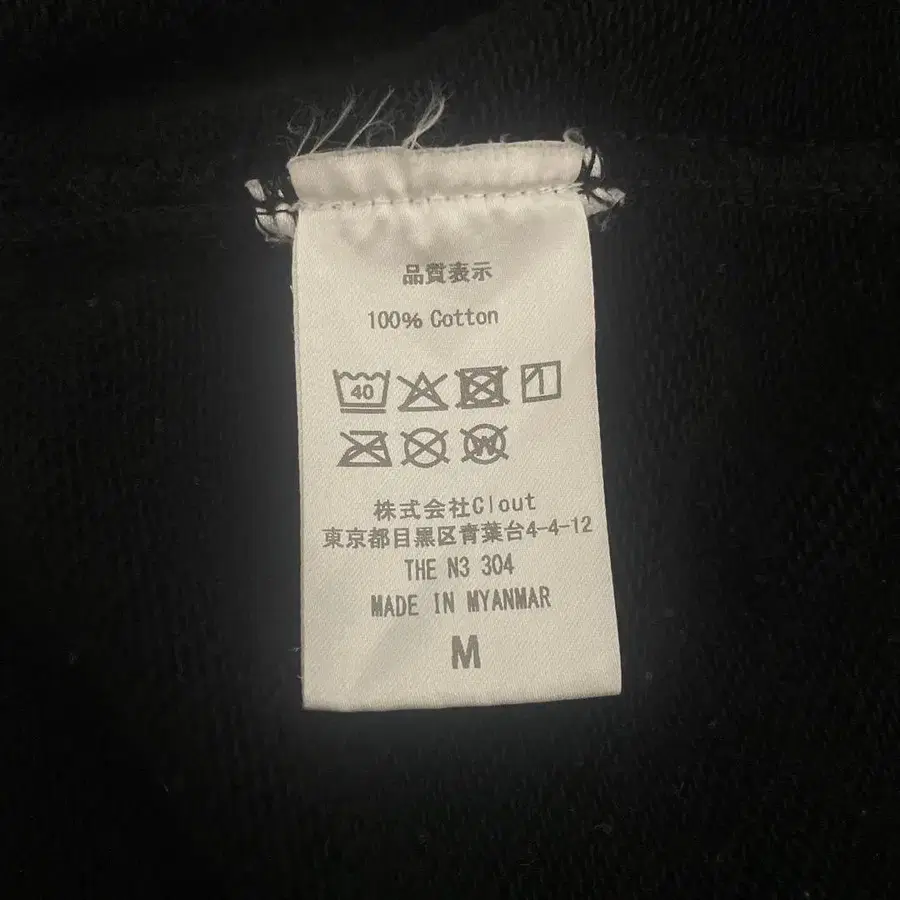 品質表示
100% Cotton
40
W
株式会社Clout
東京都目黒区青葉台4-4-12
THE N3 304
MADE IN MYANMAR
M